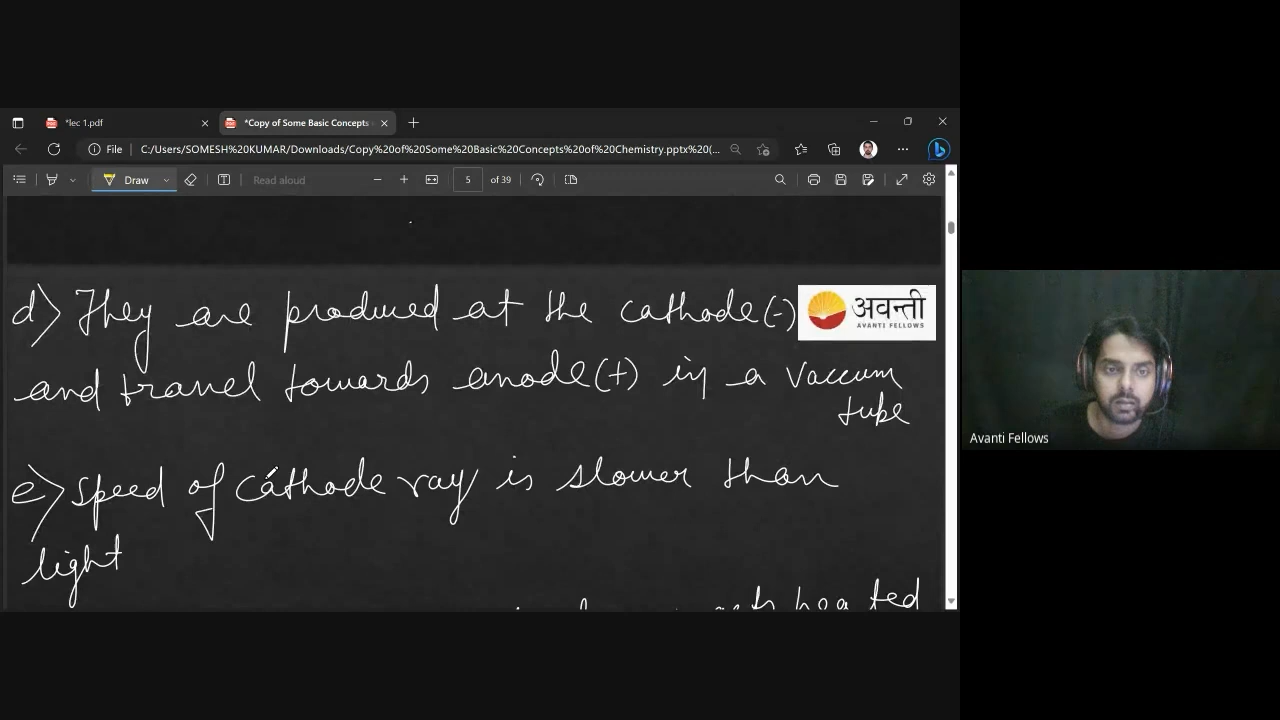 *lec 1.pdf
*Copy of Some Basic Concepts
File
C:/Users/SOMESH%20KUMAR/Downloads/Copy%20of%20Some%20Basic%20Concepts%20of%20Chemistry.pptx%20(...
Draw
Read aloud
5 of 39
d) They are produced at the cathode(-)
अवन्ती
AVANTI FELLOWS
and travel towards anode(+) in a vaccum
tube
e) speed of cathode ray is slower than
light
heated
Avanti Fellows